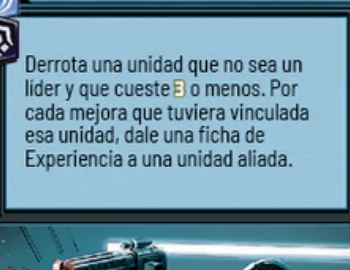 Derrota una unidad que no sea un
líder y que cueste 3 o menos. Por
cada mejora que tuviera vinculada
esa unidad, dale una ficha de
Experiencia a una unidad aliada.